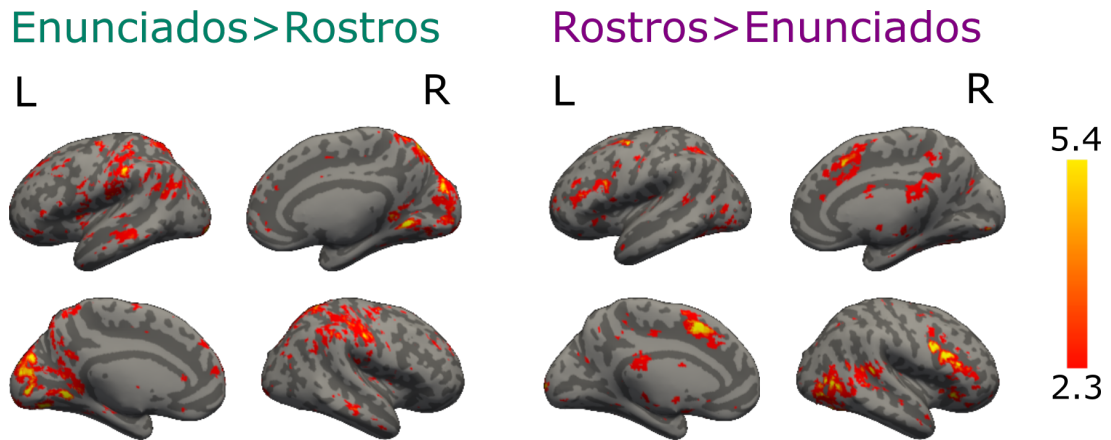 Enunciados>Rostros
Rostros>Enunciados
L
R
L
R
5.4
2.3